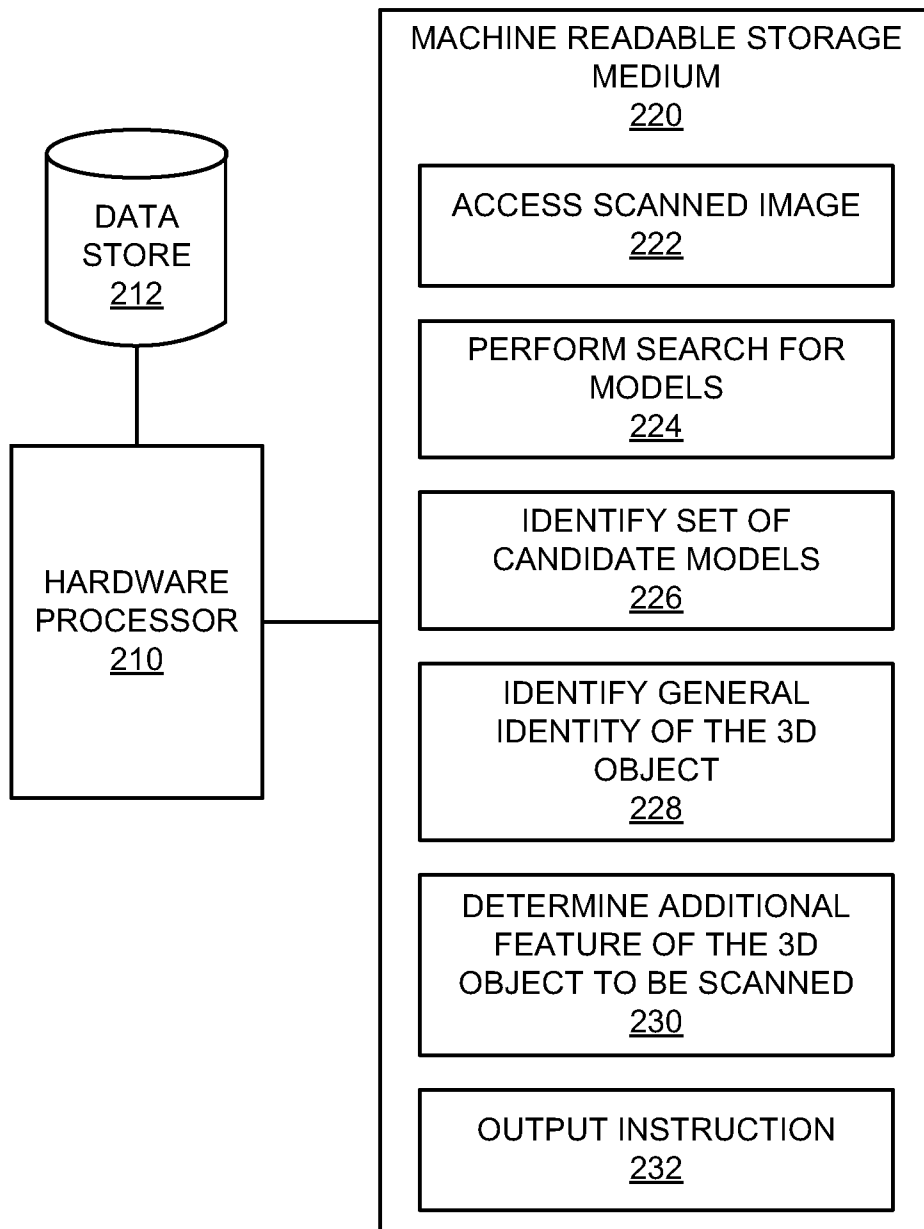 MACHINE READABLE STORAGE
MEDIUM
220
DATA
STORE
212
HARDWARE
PROCESSOR
210
ACCESS SCANNED IMAGE
222
PERFORM SEARCH FOR
MODELS
224
IDENTIFY SET OF
CANDIDATE MODELS
226
IDENTIFY GENERAL
IDENTITY OF THE 3D
OBJECT
228
DETERMINE ADDITIONAL
FEATURE OF THE 3D
OBJECT TO BE SCANNED
230
OUTPUT INSTRUCTION
232